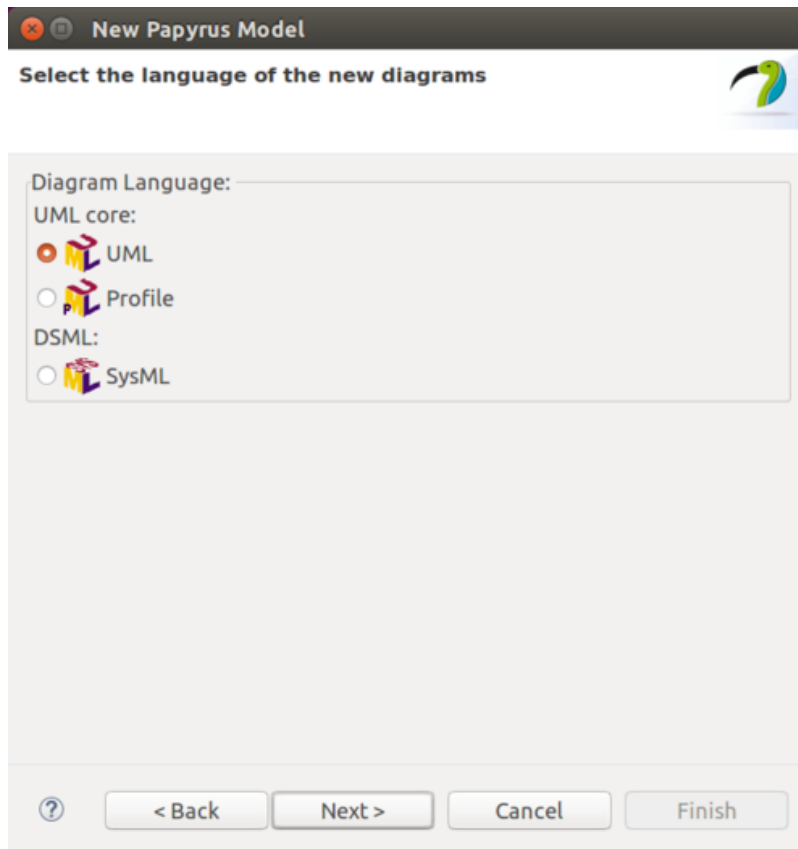 New Papyrus Model
Select the language of the new diagrams
Diagram Language:
UML core:
UML
Profile
DSML:
SysML
? < Back Next > Cancel Finish